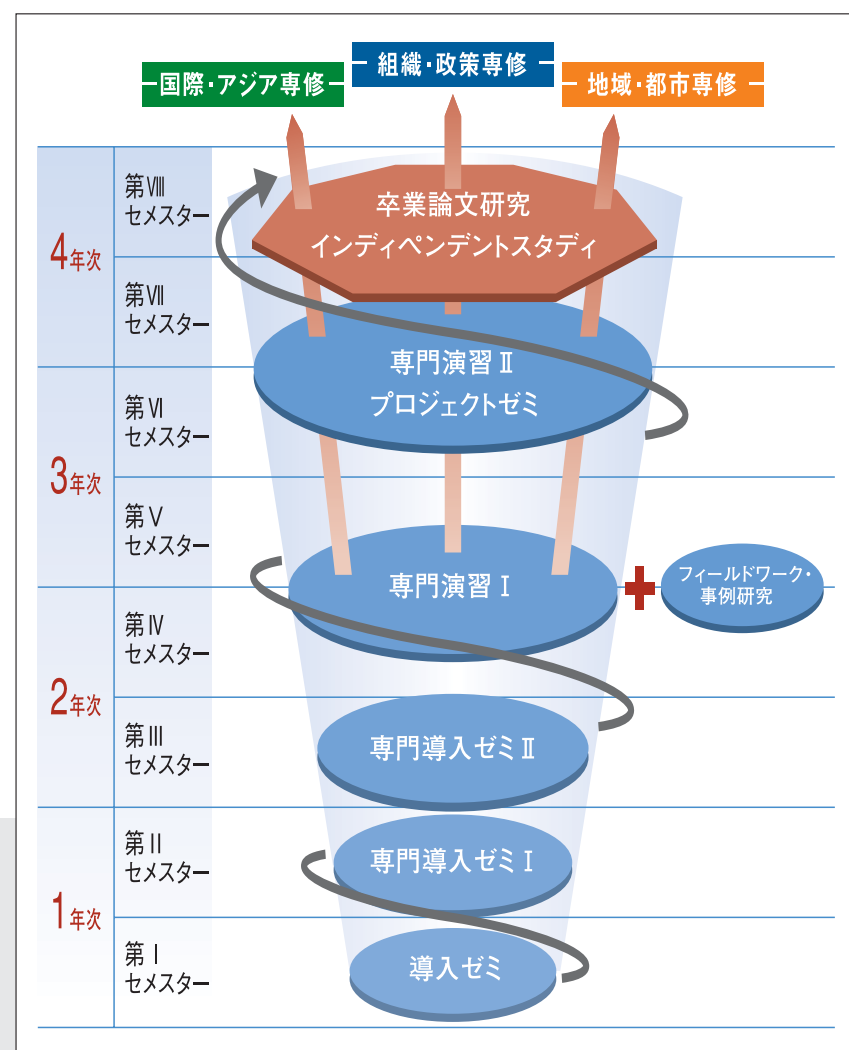 国際・アジア専修
組織・政策専修
地域・都市専修
4年次
第Ⅷ
セメスター
卒業論文研究
インディペンデントスタディ
第Ⅶ
セメスター
専門演習Ⅱ
プロジェクトゼミ
3年次
第Ⅵ
セメスター
第Ⅴ
セメスター
専門演習Ⅰ
+
フィールドワーク・
事例研究
2年次
第Ⅳ
セメスター
第Ⅲ
セメスター
専門導入ゼミⅡ
1年次
第Ⅱ
セメスター
専門導入ゼミⅠ
第Ⅰ
セメスター
導入ゼミ